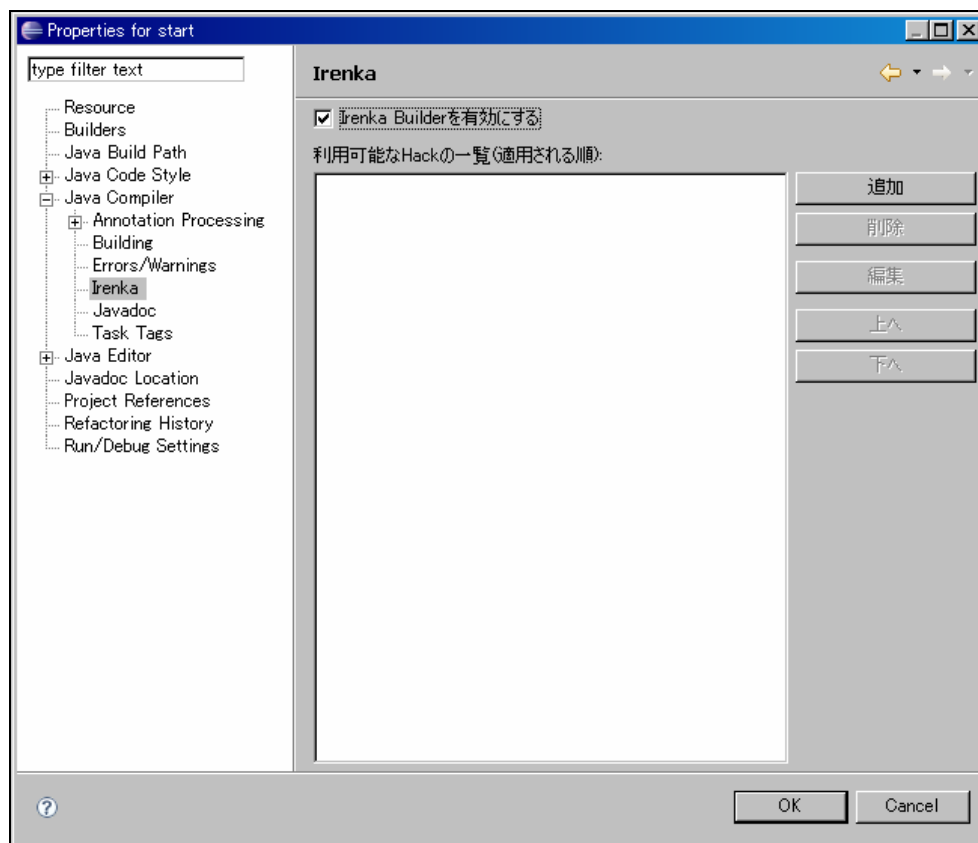 Properties for start
type filter text
Resource
Builders
Java Build Path
Java Code Style
Java Compiler
Annotation Processing
Building
Errors/Warnings
Irenka
Javadoc
Task Tags
Java Editor
Javadoc Location
Project References
Refactoring History
Run/Debug Settings
Irenka
Irenka Builderを有効にする
利用可能なHackの一覧(適用される順):
追加
削除
編集
上へ
下へ
OK
Cancel